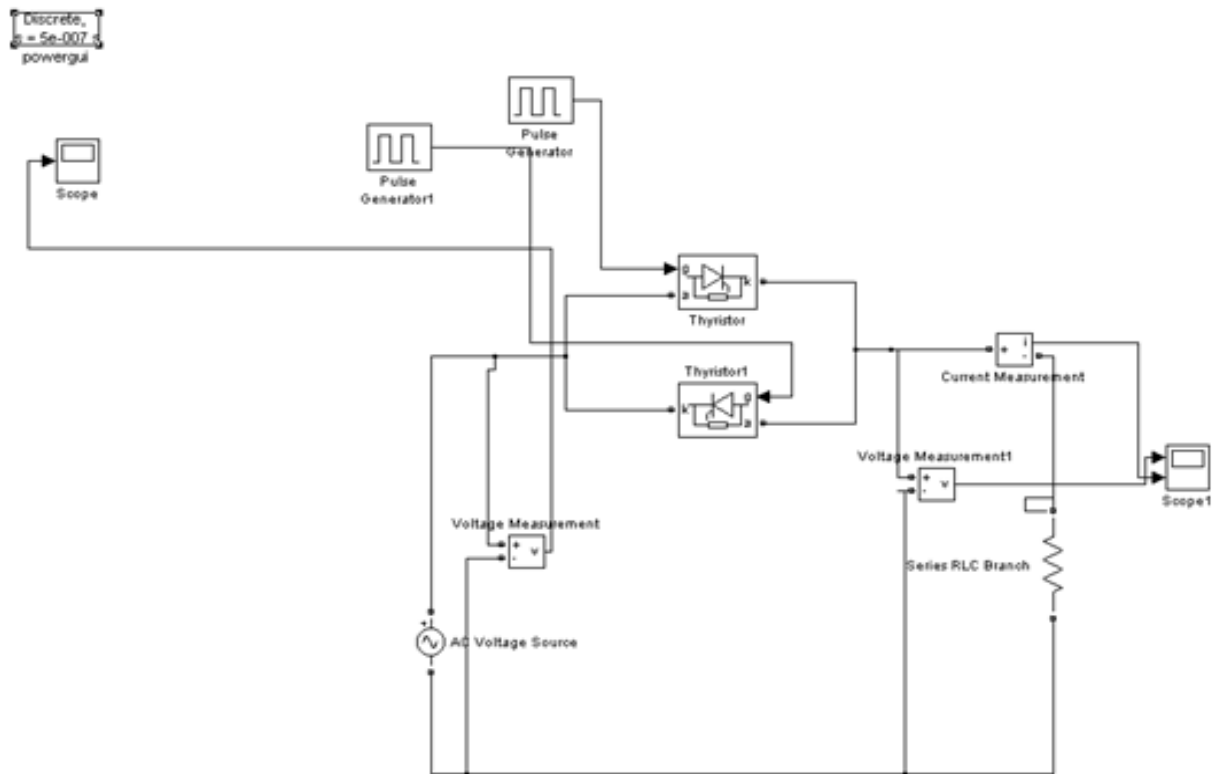 Discrete,
s = 5e-007 s
powergui
Pulse
Generator
Pulse
Generator1
Scope
g
k
a
Thyristor
Thyristor1
g
k
a
+
i
-
Current Measurement
Voltage Measurement1
+
v
-
Scope1
Voltage Measurement
+
v
-
Series RLC Branch
+
AC Voltage Source